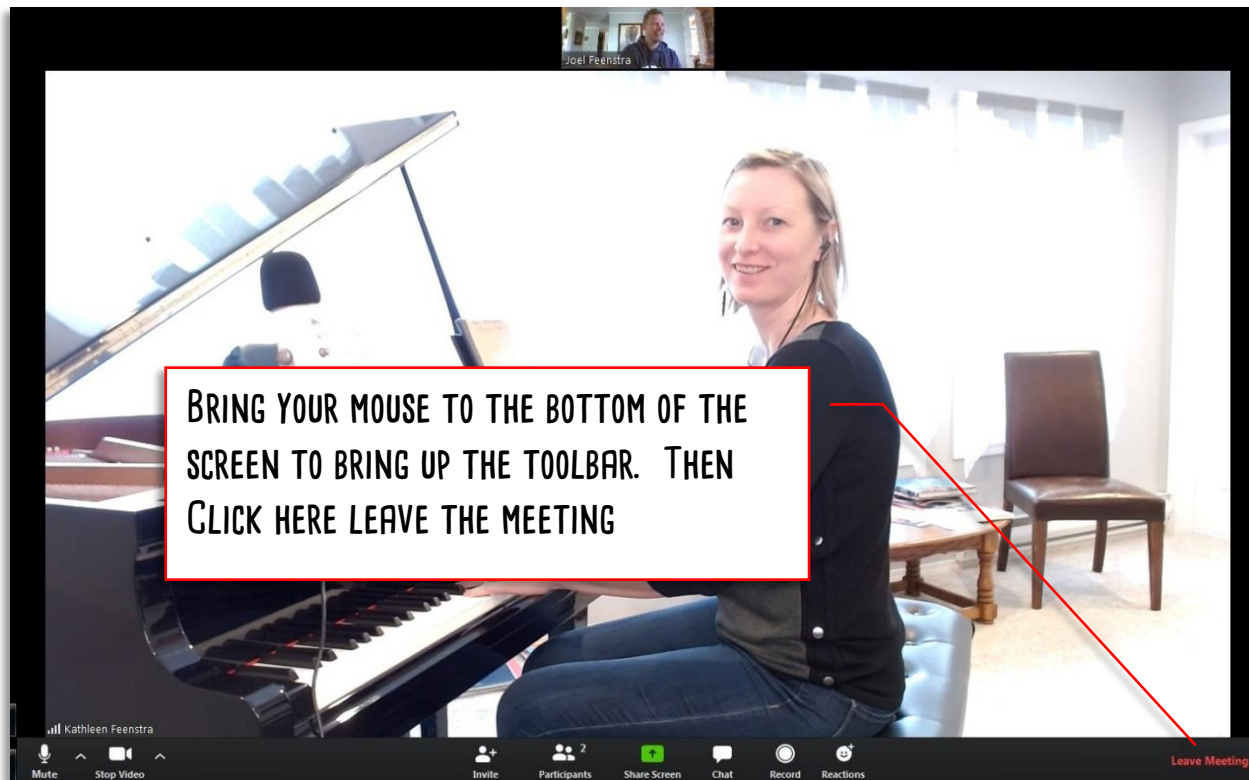 Joel Feenstra
BRING YOUR MOUSE TO THE BOTTOM OF THE
SCREEN TO BRING UP THE TOOLBAR. THEN
CLICK HERE LEAVE THE MEETING
Kathleen Feenstra
2
Mute Stop Video Invite Participants Share Screen Chat Record Reactions Leave Meeting